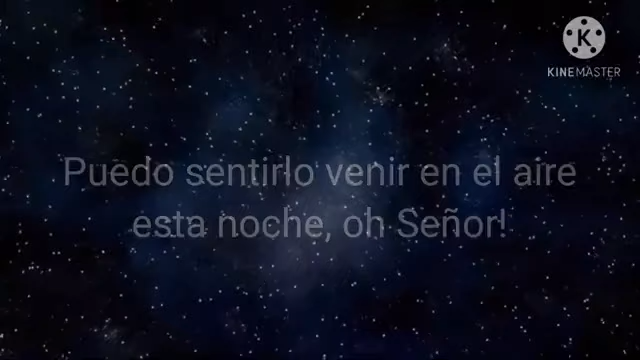 KINEMASTER
Puedo sentirlo venir en el aire
esta noche, oh Señor!